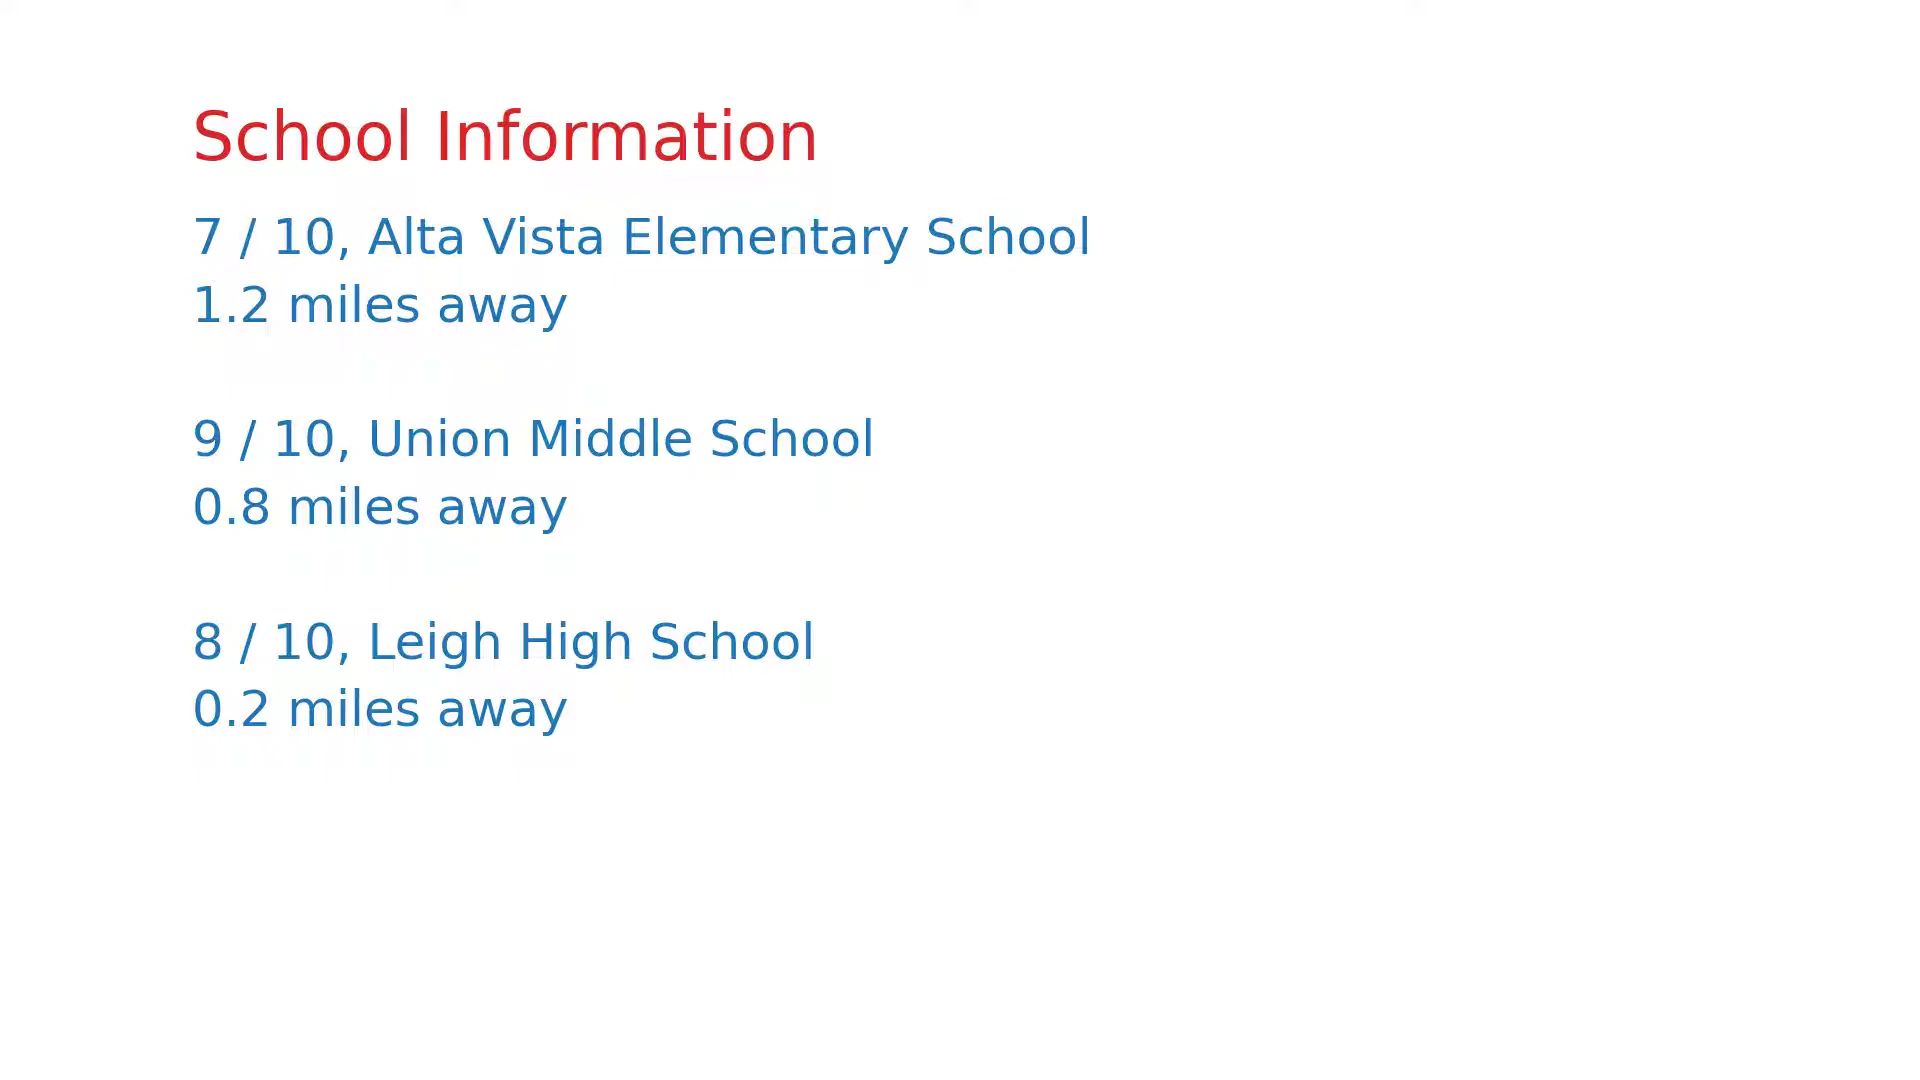 School Information
7 / 10, Alta Vista Elementary School
1.2 miles away
9 / 10, Union Middle School
0.8 miles away
8 / 10, Leigh High School
0.2 miles away